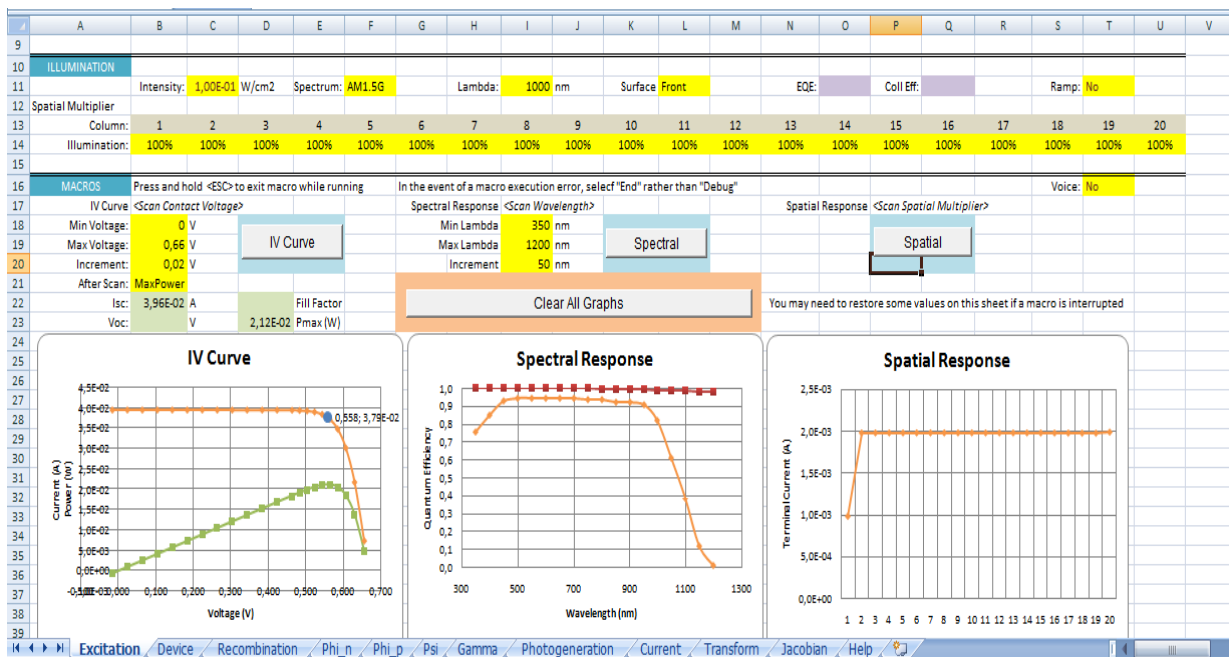 A B C D E F G H I J K L M N O P Q R S T U V
9
10 ILLUMINATION
11 Intensity: 1,00E-01 W/cm2 Spectrum: AM1.5G Lambda: 1000 nm Surface Front EQE: Coll Eff: Ramp: No
12 Spatial Multiplier
13 Column: 1 2 3 4 5 6 7 8 9 10 11 12 13 14 15 16 17 18 19 20
14 Illumination: 100% 100% 100% 100% 100% 100% 100% 100% 100% 100% 100% 100% 100% 100% 100% 100% 100% 100% 100% 100%
15
16 MACROS Press and hold <ESC> to exit macro while running In the event of a macro execution error, selecf "End" rather than "Debug" Voice: No
17 IV Curve <Scan Contact Voltage> Spectral Response <Scan Wavelength> Spatial Response <Scan Spatial Multiplier>
18 Min Voltage: 0 V Min Lambda 350 nm
19 Max Voltage: 0,66 V IV Curve Max Lambda 1200 nm Spectral Spatial
20 Increment: 0,02 V Increment 50 nm
21 After Scan: MaxPower
22 Isc: 3,96E-02 A Fill Factor Clear All Graphs You may need to restore some values on this sheet if a macro is interrupted
23 Voc: V 2,12E-02 Pmax (W)
24
25
26
27
28
29
30
31
32
33
34
35
36
37
38
39
IV Curve
4,5E-02
4,0E-02
3,5E-02
3,0E-02
2,5E-02
2,0E-02
1,5E-02
1,0E-02
5,0E-03
0,0E+00
-5,0E-03
0,558; 3,79E-02
Current (A)
Power (W)
0,000 0,100 0,200 0,300 0,400 0,500 0,600 0,700
Voltage (V)
Spectral Response
1,0
0,9
0,8
0,7
0,6
0,5
0,4
0,3
0,2
0,1
0,0
Quantum Efficiency
300 500 700 900 1100 1300
Wavelength (nm)
Spatial Response
2,5E-03
2,0E-03
1,5E-03
1,0E-03
5,0E-04
0,0E+00
Terminal Current (A)
1 2 3 4 5 6 7 8 9 10 11 12 13 14 15 16 17 18 19 20
Excitation Device Recombination Phi_n Phi_p Psi Gamma Photogeneration Current Transform Jacobian Help